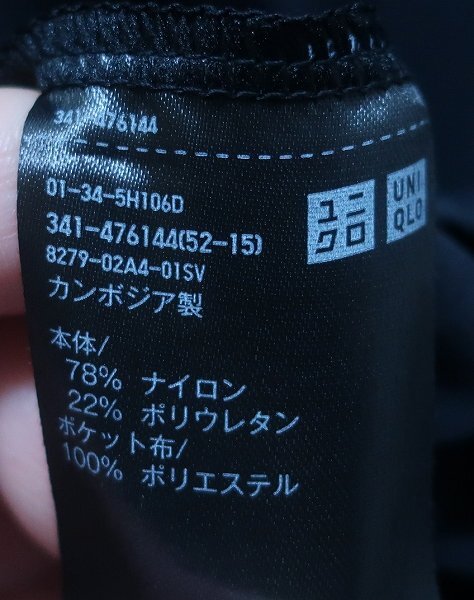 341-476144
01-34-5H106D
341-476144(52-15)
8279-02A4-01SV
カンボジア製
ユニ
クロ
UNI
QLO
本体/
78% ナイロン
22% ポリウレタン
ポケット布/
100% ポリエステル